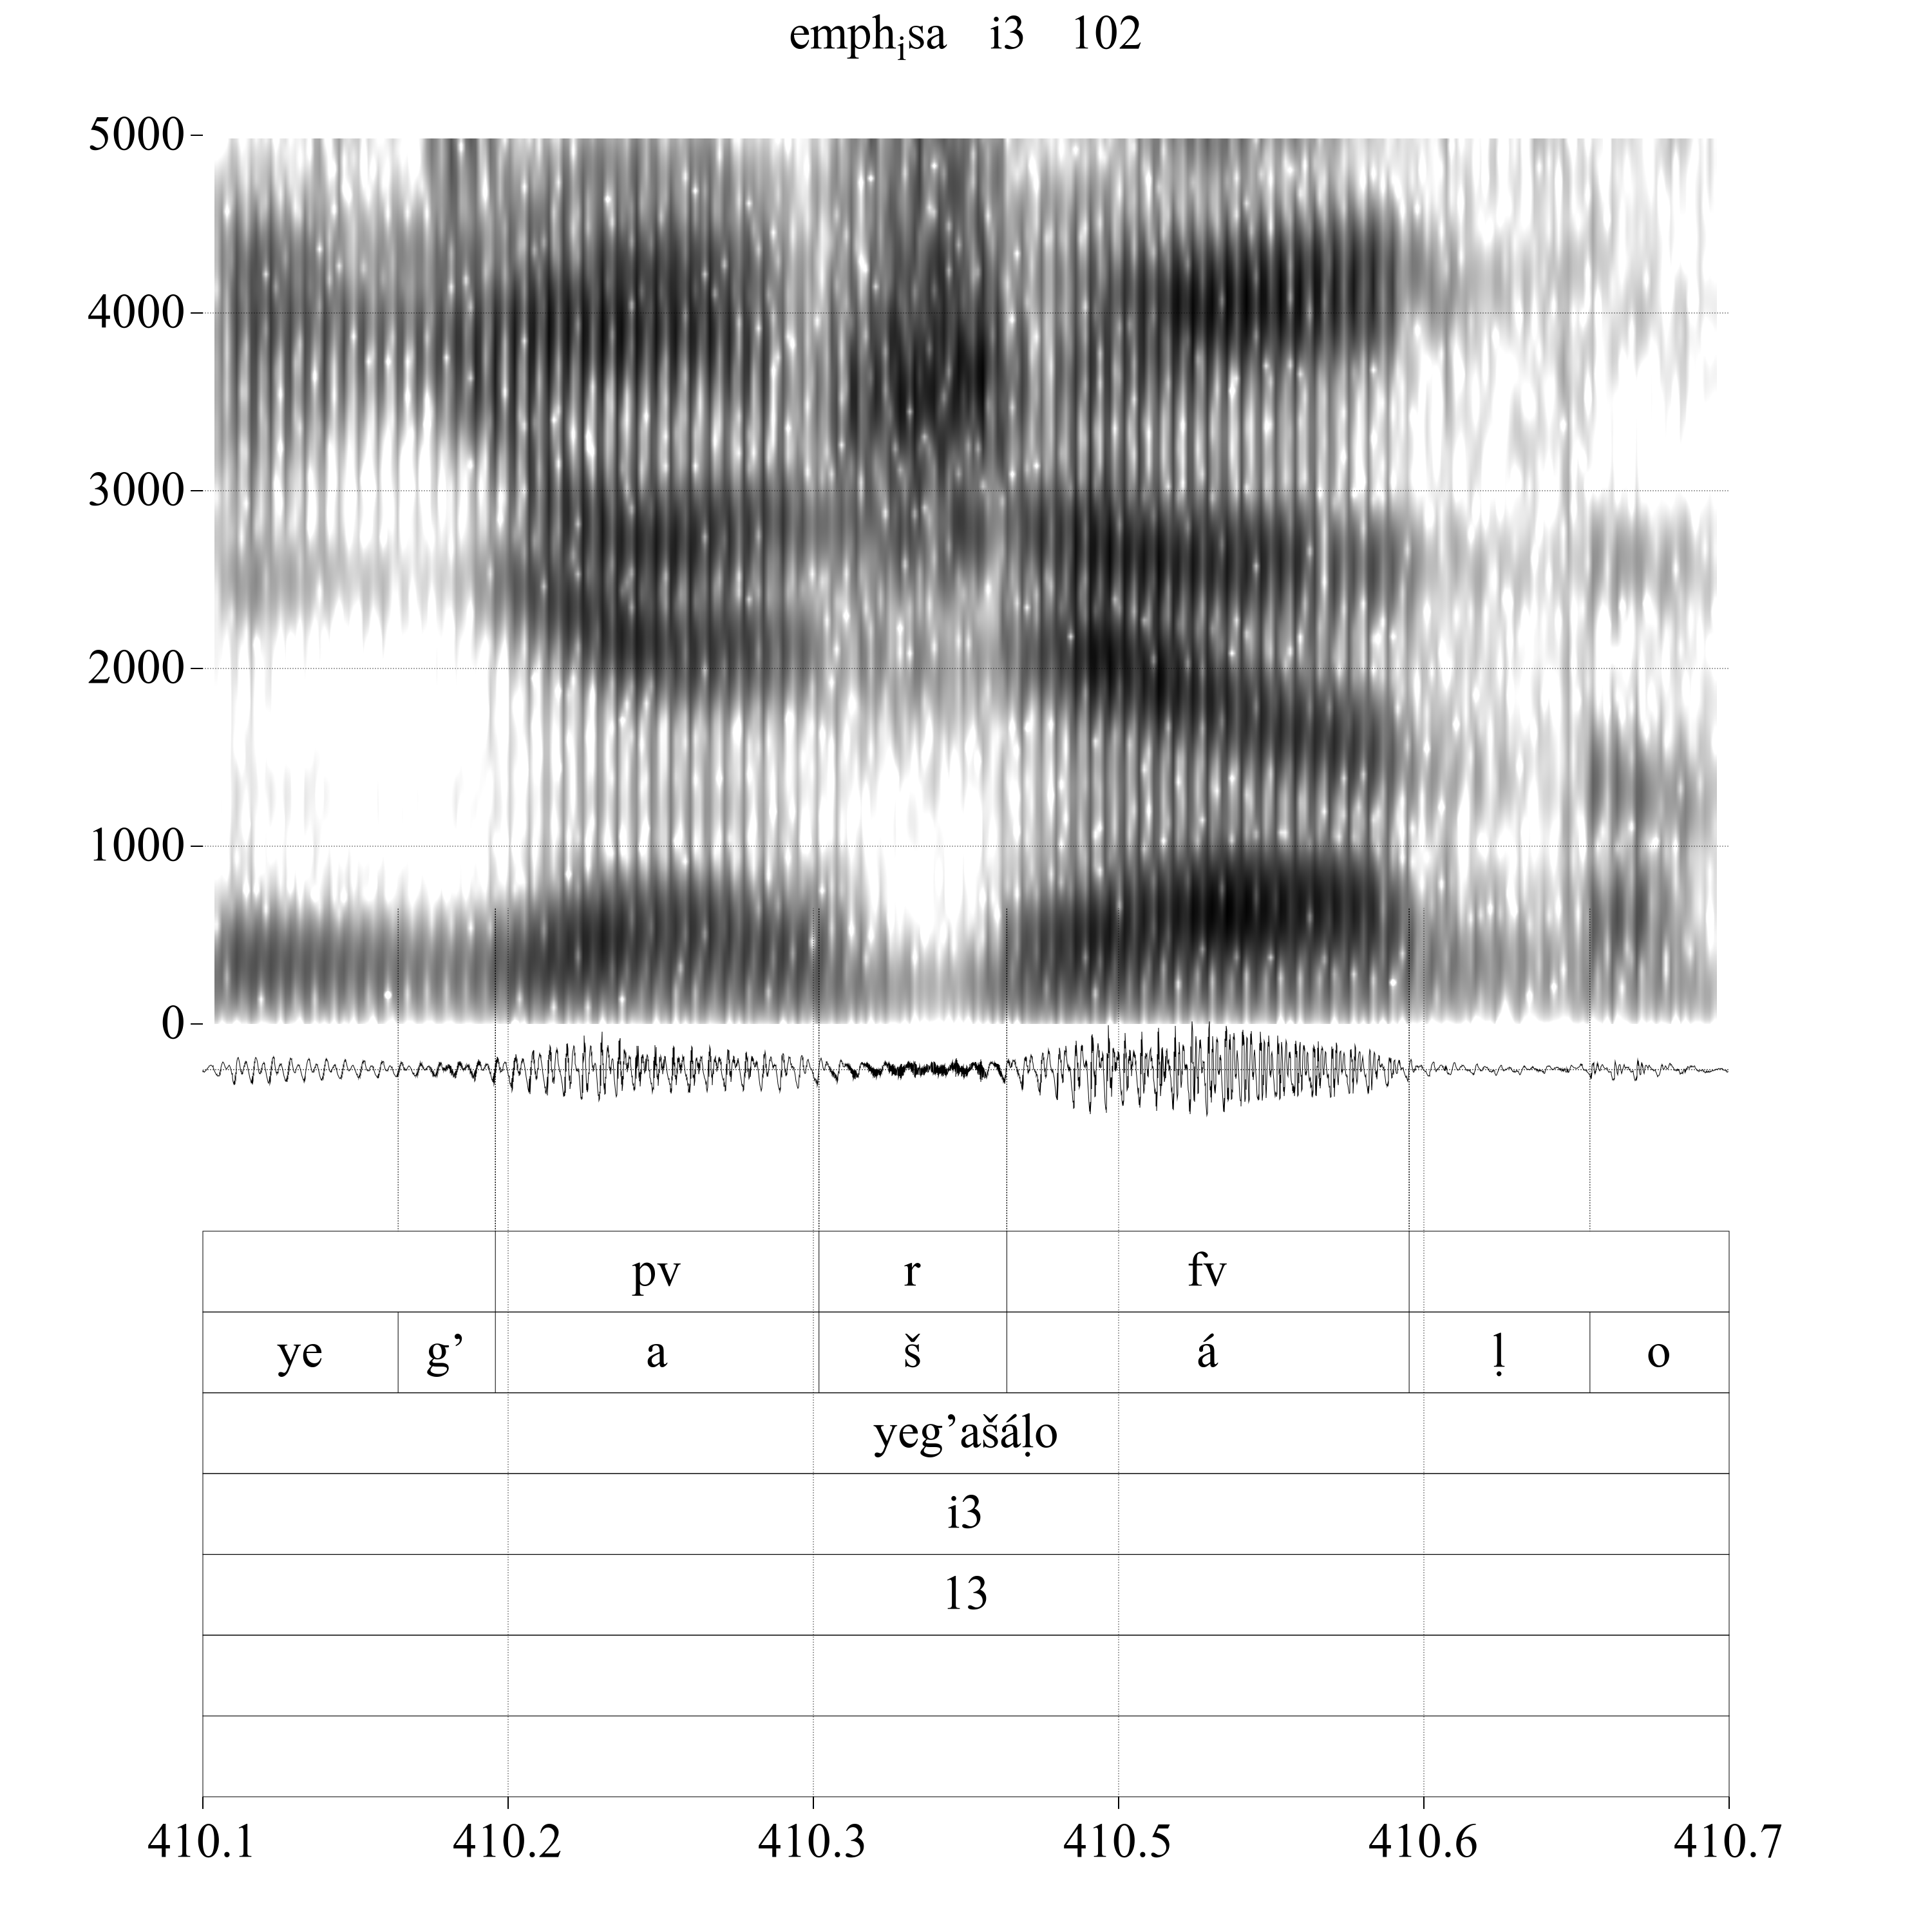 emphᵢsa i3 102
5000
4000
3000
2000
1000
0
pv r fv
ye g’ a š á ḷ o
yeg’ašáḷo
i3
13
410.1 410.2 410.3 410.5 410.6 410.7